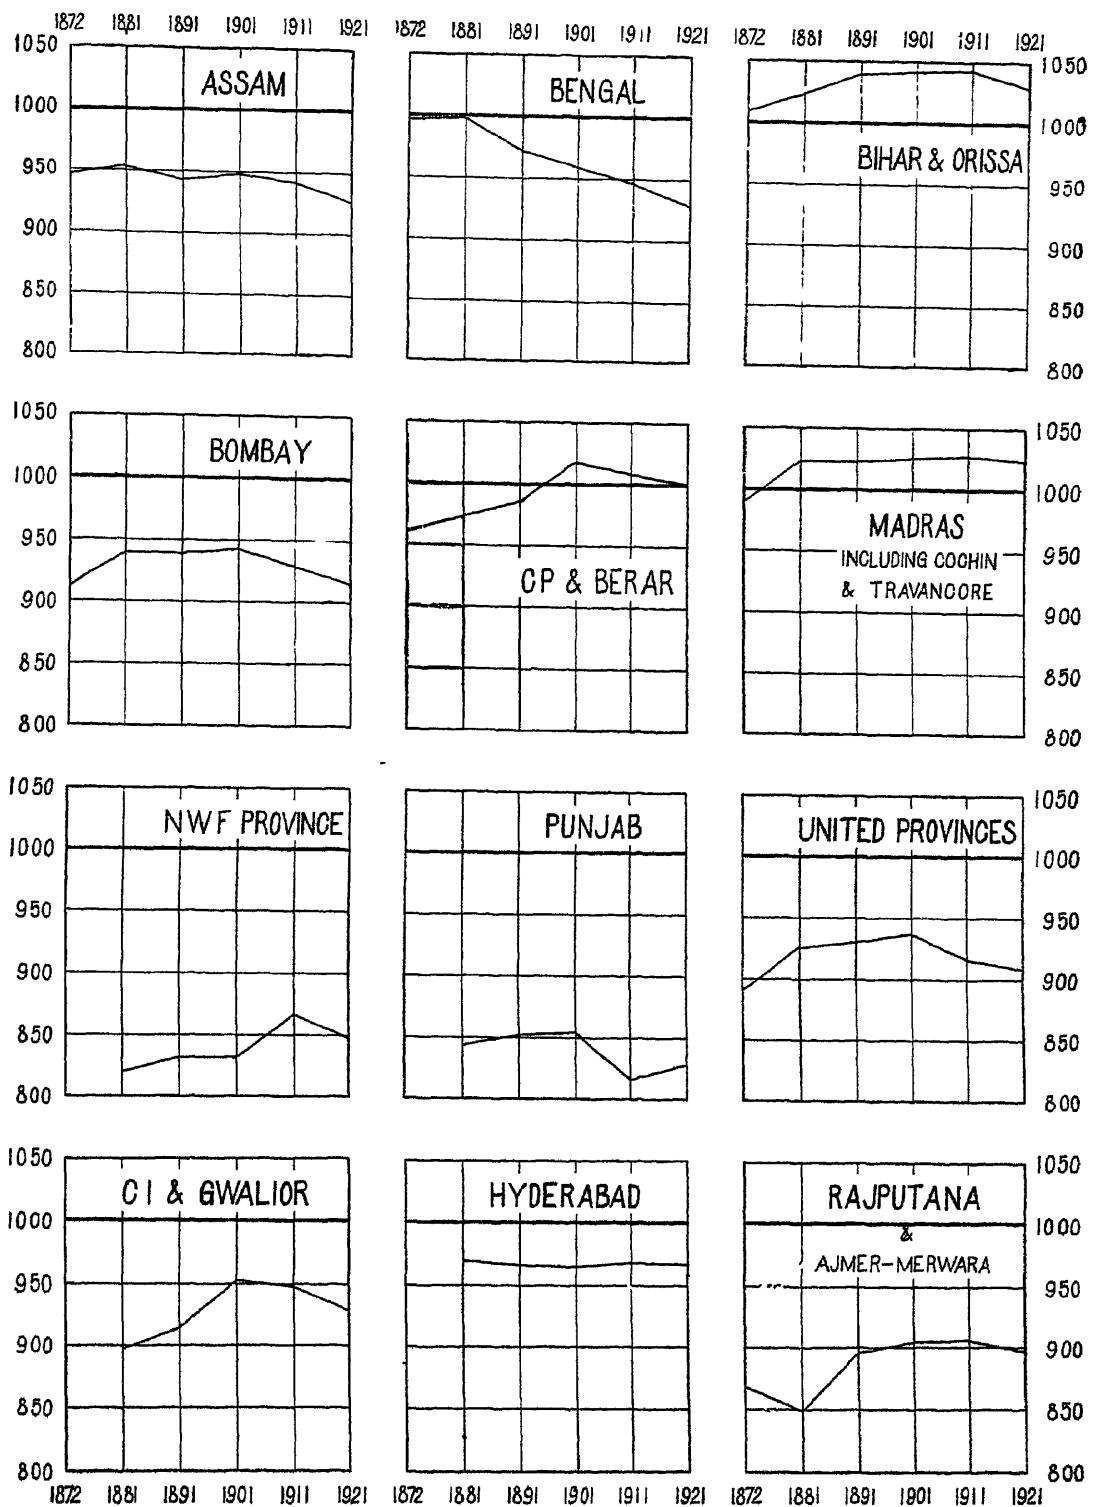 1872 1881 1891 1901 1911 1921
1872 1881 1891 1901 1911 1921
1872 1881 1891 1901 1911 1921
1050
1000
950
900
850
800
ASSAM
BENGAL
BIHAR & ORISSA
1050
1000
950
900
850
800
1050
1000
950
900
850
800
BOMBAY
CP & BERAR
MADRAS
INCLUDING COCHIN
& TRAVANCORE
1050
1000
950
900
850
800
1050
1000
950
900
850
800
NWF PROVINCE
PUNJAB
UNITED PROVINCES
1050
1000
950
900
850
800
1050
1000
950
900
850
800
CI & GWALIOR
HYDERABAD
RAJPUTANA
&
AJMER-MERWARA
1050
1000
950
900
850
800
1872 1881 1891 1901 1911 1921
1872 1881 1891 1901 1911 1921
1872 1881 1891 1901 1911 1921